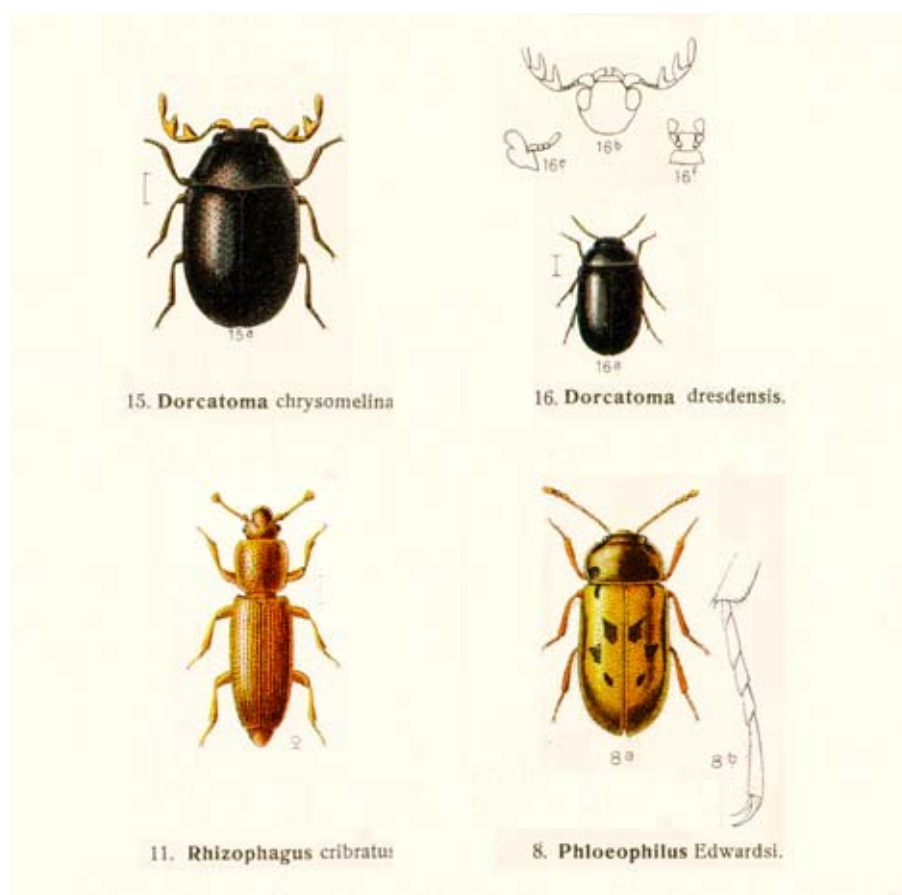 16b
16e
16f
15a
16a
15. Dorcatoma chrysomelina
16. Dorcatoma dresdensis.
♀
8a
8b
11. Rhizophagus cribratus
8. Phloeophilus Edwardsi.